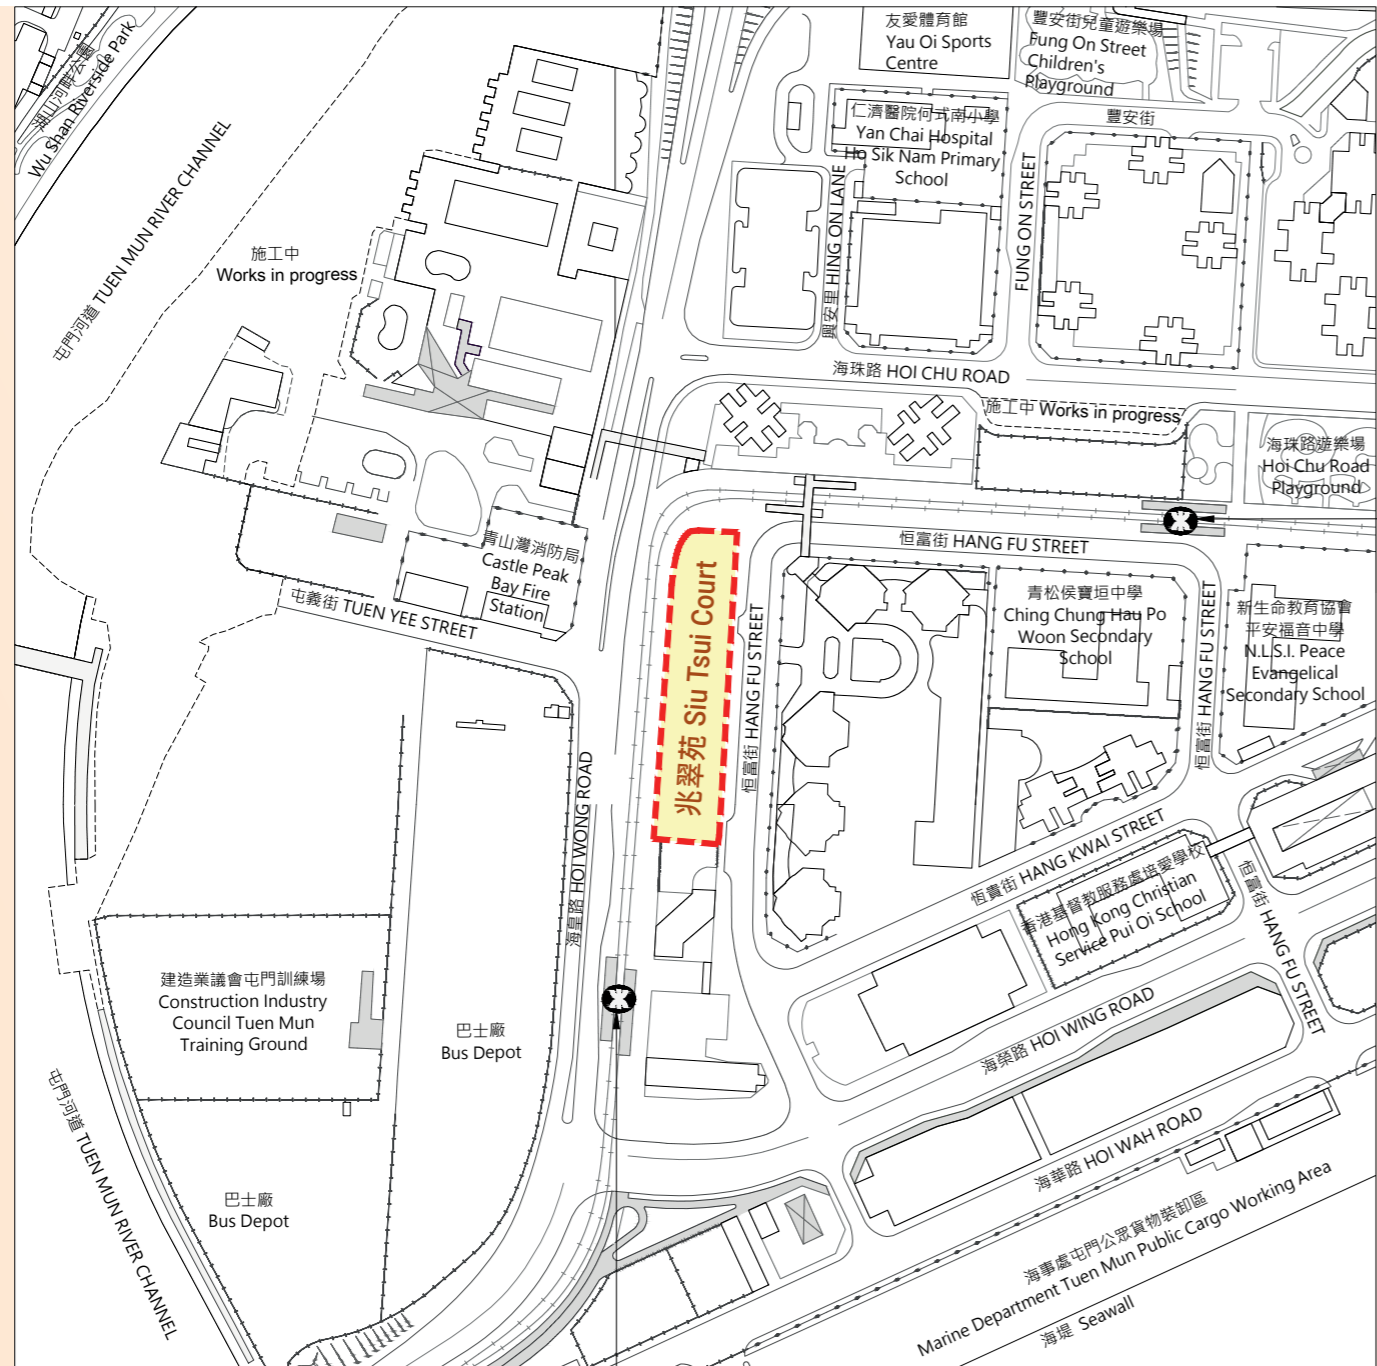 友愛體育館
Yau Oi Sports
Centre
豐安街兒童遊樂場
Fung On Street
Children's
Playground
湖山河畔公園
Wu Shan Riverside Park
屯門河道 TUEN MUN RIVER CHANNEL
仁濟醫院何式南小學
Yan Chai Hospital
Ho Sik Nam Primary
School
豐安街
FUNG ON STREET
興安里 HING ON LANE
施工中
Works in progress
海珠路 HOI CHU ROAD
施工中 Works in progress
海珠路遊樂場
Hoi Chu Road
Playground
恒富街 HANG FU STREET
青山灣消防局
Castle Peak
Bay Fire
Station
屯義街 TUEN YEE STREET
兆翠苑 Siu Tsui Court
恒富街 HANG FU STREET
青松侯寶垣中學
Ching Chung Hau Po
Woon Secondary
School
恒富街 HANG FU STREET
新生命教育協會
平安福音中學
N.L.S.I. Peace
Evangelical
Secondary School
海皇路 HOI WONG ROAD
恆貴街 HANG KWAI STREET
香港基督教服務處培愛學校
Hong Kong Christian
Service Pui Oi School
恒富街 HANG FU STREET
建造業議會屯門訓練場
Construction Industry
Council Tuen Mun
Training Ground
巴士廠
Bus Depot
海榮路 HOI WING ROAD
屯門河道 TUEN MUN RIVER CHANNEL
海華路 HOI WAH ROAD
巴士廠
Bus Depot
海事處屯門公眾貨物裝卸區
Marine Department Tuen Mun Public Cargo Working Area
海堤 Seawall